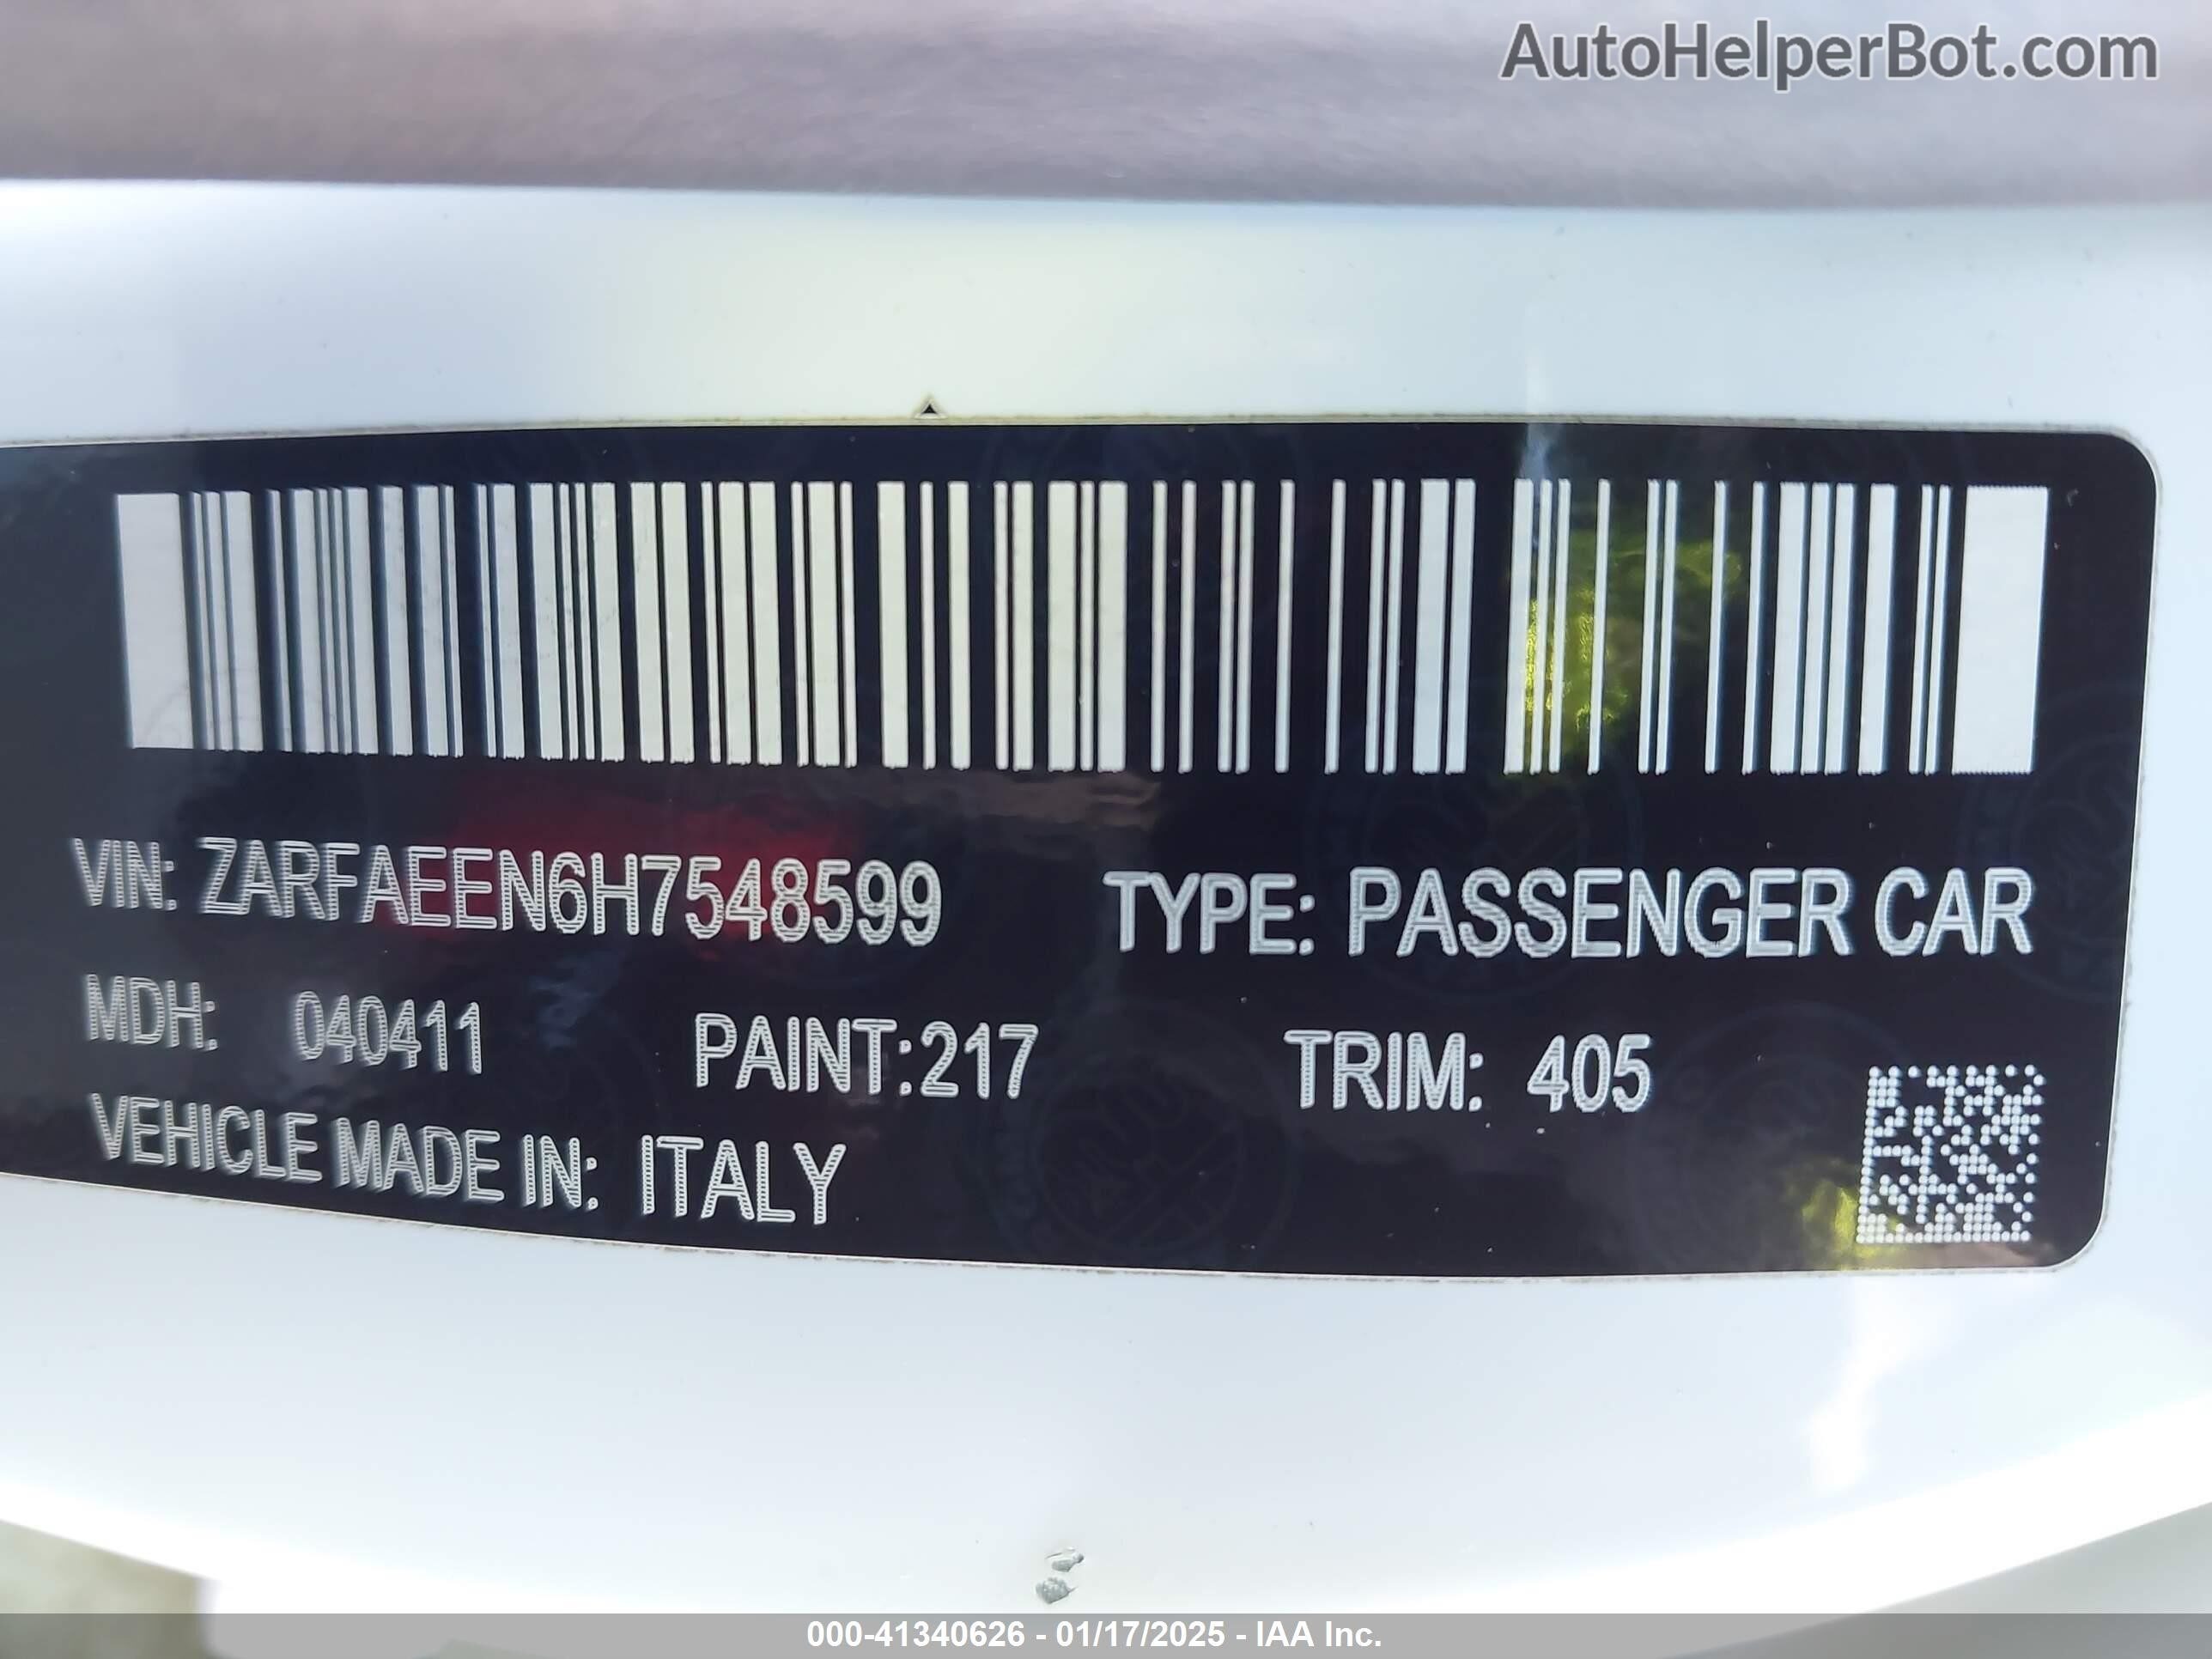 AutoHelperBot.com
VIN: ZARFAEEN6H7548599 TYPE: PASSENGER CAR
MDH: 040411 PAINT:217 TRIM: 405
VEHICLE MADE IN: ITALY
000-41340626 - 01/17/2025 - IAA Inc.